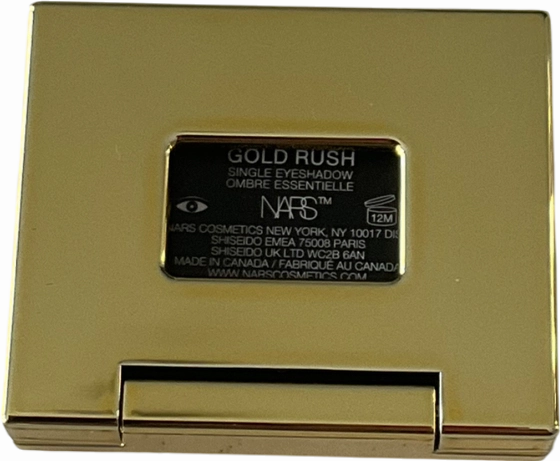 GOLD RUSH
SINGLE EYESHADOW
OMBRE ESSENTIELLE
NARS™
12M
NARS COSMETICS NEW YORK, NY 10017 DIS
SHISEIDO EMEA 75008 PARIS
SHISEIDO UK LTD WC2B 6AN
MADE IN CANADA / FABRIQUÉ AU CANADA
WWW.NARSCOSMETICS.COM